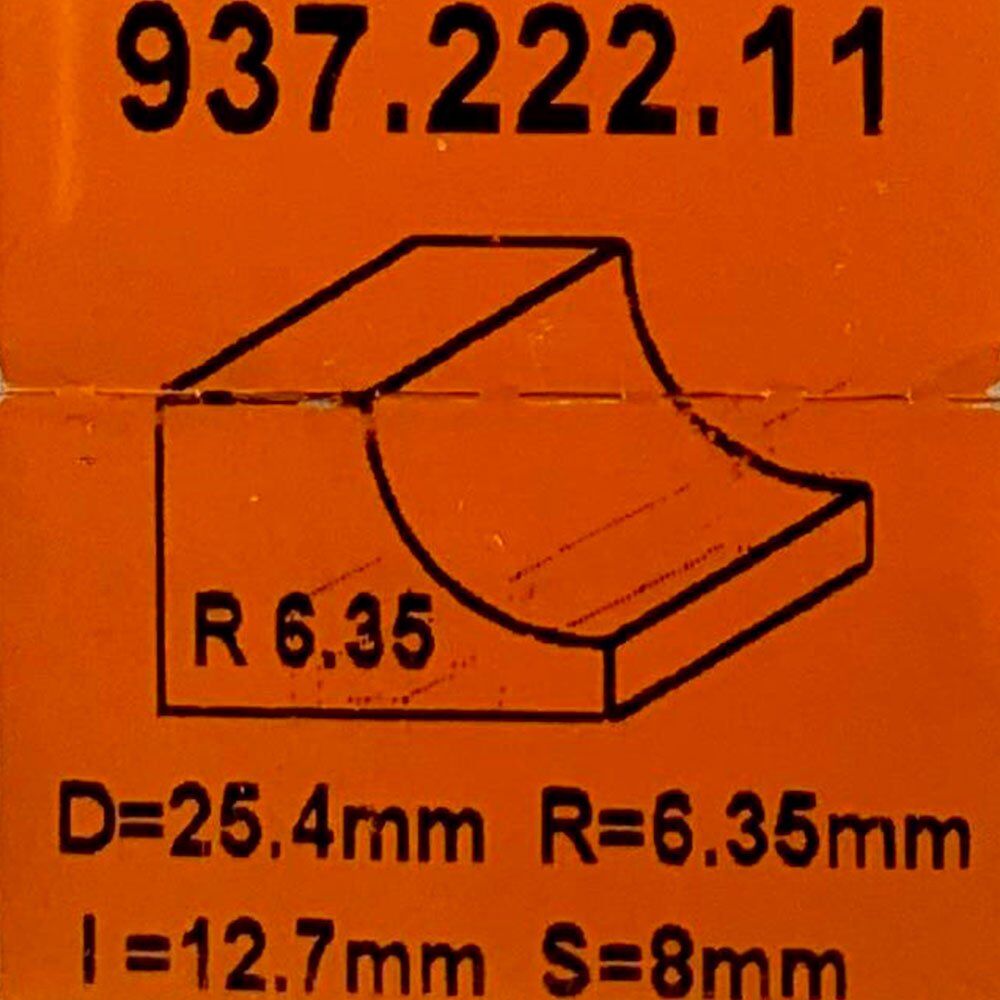 937.222.11
R 6.35
D=25.4mm R=6.35mm
I =12.7mm S=8mm